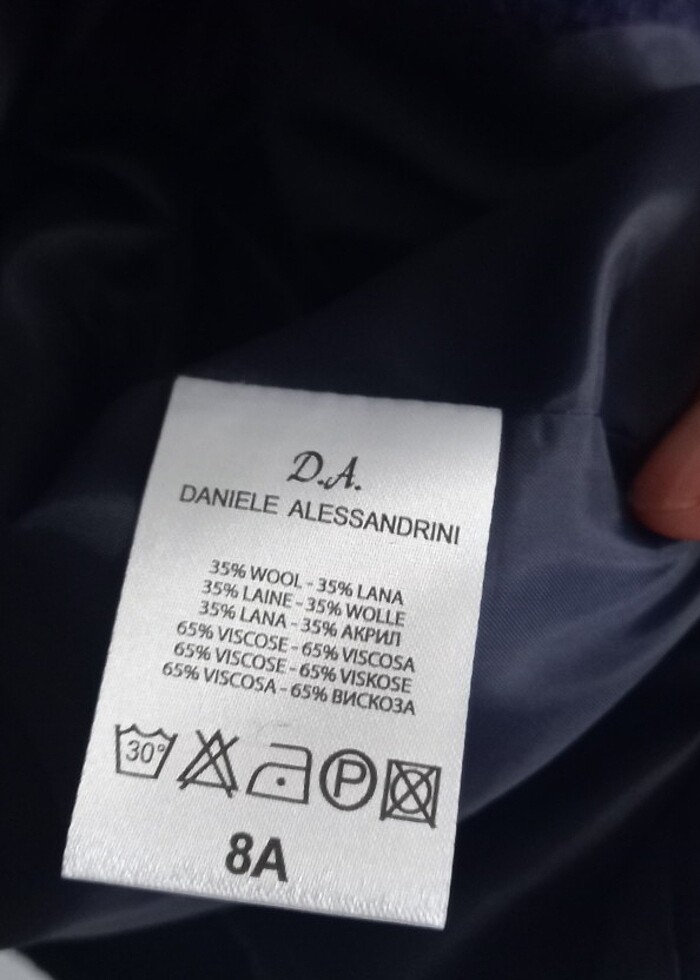 D.A.
DANIELE ALESSANDRINI
35% WOOL - 35% LANA
35% LAINE - 35% WOLLE
35% LANA - 35% АКРИЛ
65% VISCOSE - 65% VISCOSA
65% VISCOSE - 65% VISKOSE
65% VISCOSA - 65% ВИСКОЗА
30° P
8A